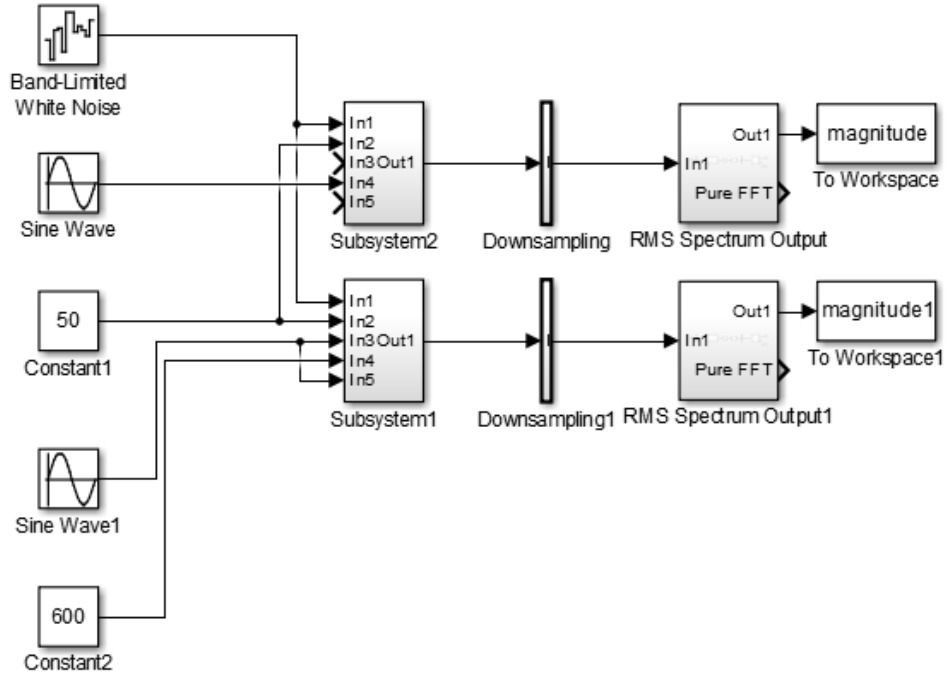 Band-Limited
White Noise
Sine Wave
50
Constant1
Sine Wave1
600
Constant2
In1
In2
In3 Out1
In4
In5
Subsystem2
Downsampling
In1
Out1
Pure FFT
RMS Spectrum Output
magnitude
To Workspace
In1
In2
In3 Out1
In4
In5
Subsystem1
Downsampling1
In1
Out1
Pure FFT
RMS Spectrum Output1
magnitude1
To Workspace1